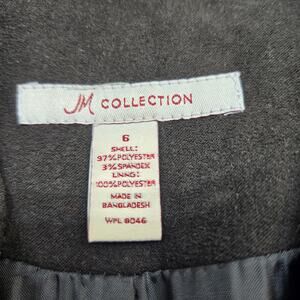 JM COLLECTION
6
SHELL:
97%POLYESTER
3%SPANDEX
LINING:
100%POLYESTER
MADE IN
BANGLADESH
WPL 8046